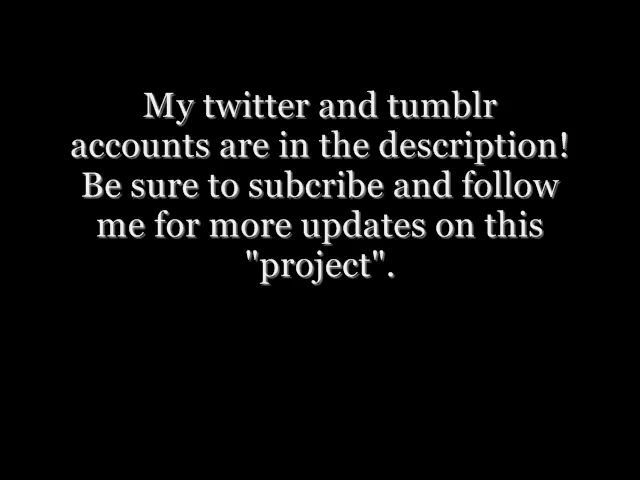 My twitter and tumblr
accounts are in the description!
Be sure to subcribe and follow
me for more updates on this
"project".